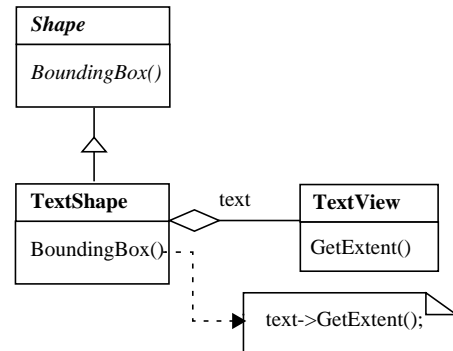 Shape
BoundingBox()
TextShape
BoundingBox()
text
TextView
GetExtent()
text->GetExtent();